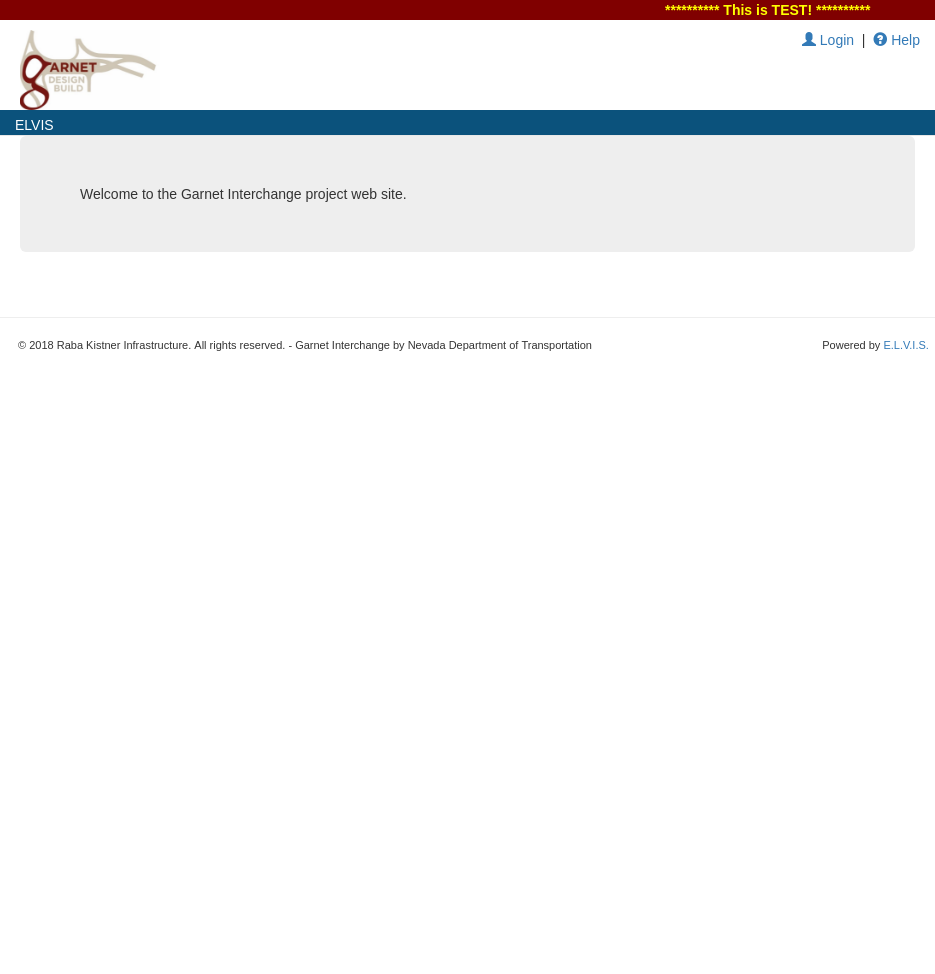 ********** This is TEST! **********
Login | Help
gARNET
DESIGN
BUILD
ELVIS
Welcome to the Garnet Interchange project web site.
© 2018 Raba Kistner Infrastructure. All rights reserved. - Garnet Interchange by Nevada Department of Transportation
Powered by E.L.V.I.S.